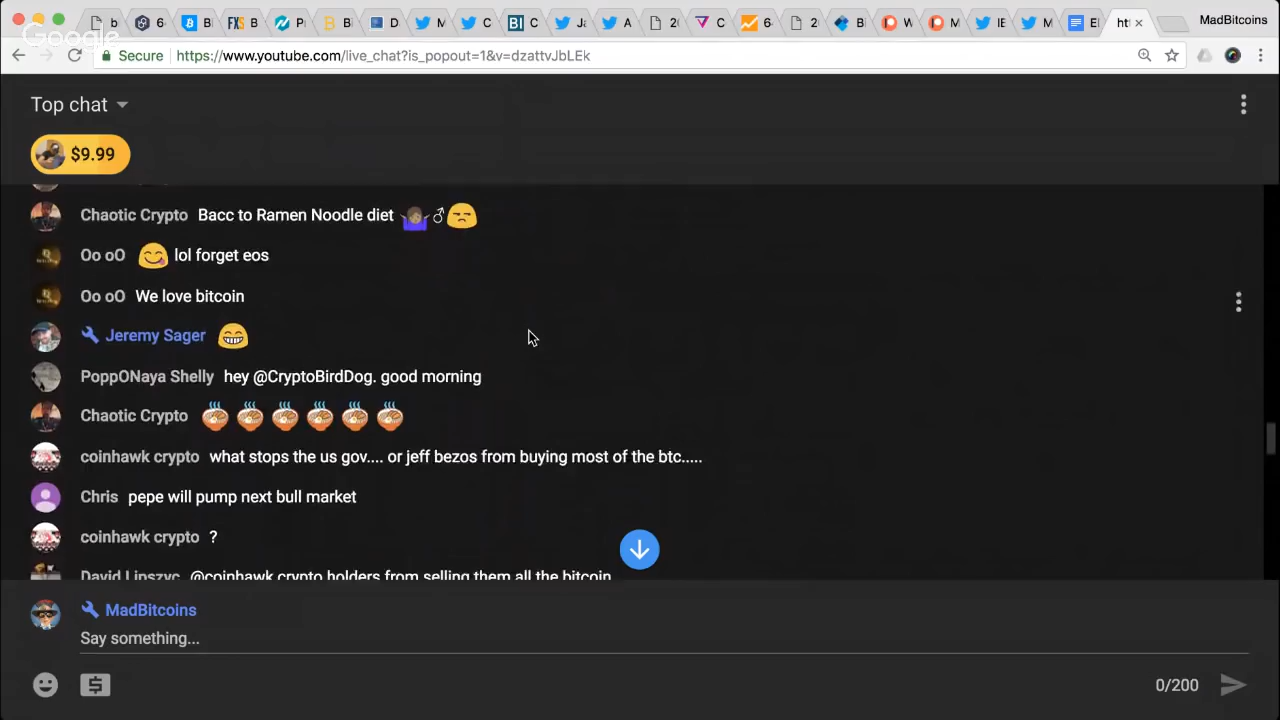 MadBitcoins
Google
Secure https://www.youtube.com/live_chat?is_popout=1&v=dzattvJbLEk
Top chat
$9.99
Chaotic Crypto Bacc to Ramen Noodle diet
Oo oO lol forget eos
Oo oO We love bitcoin
Jeremy Sager
PoppONaya Shelly hey @CryptoBirdDog. good morning
Chaotic Crypto
coinhawk crypto what stops the us gov.... or jeff bezos from buying most of the btc.....
Chris pepe will pump next bull market
coinhawk crypto ?
David Lipszyc @coinhawk crypto holders from selling them all the bitcoin
MadBitcoins
Say something...
0/200